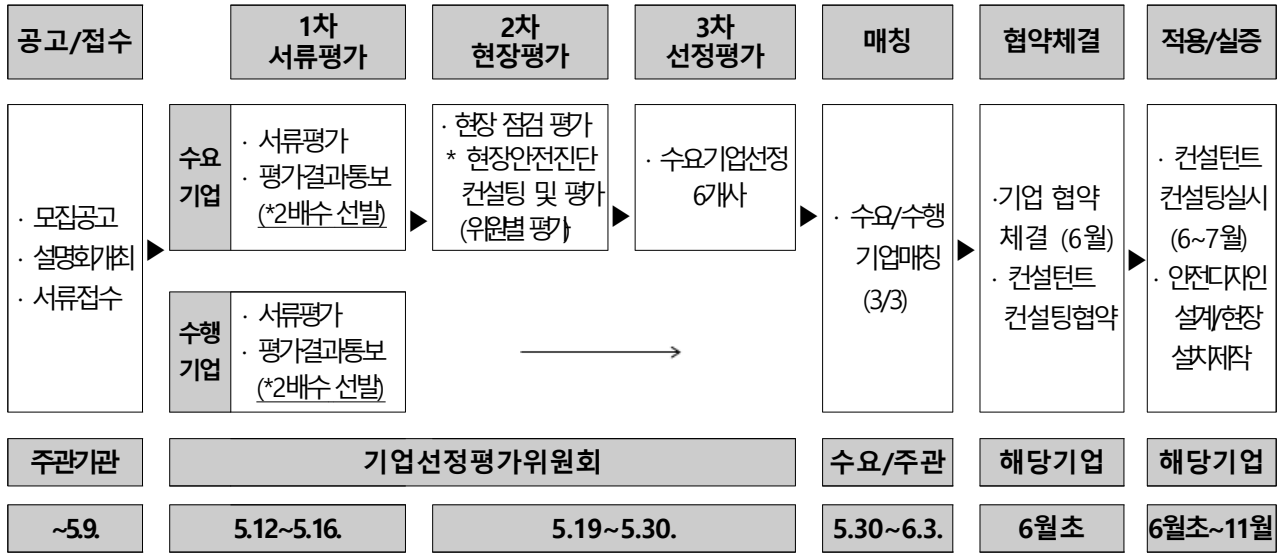 공고/접수
1차
서류평가
2차
현장평가
3차
선정평가
매칭
협약체결
적용/실증
· 모집공고
· 설명회개최
· 서류접수
수요
기업
· 서류평가
· 평가결과통보
(*2배수 선발)
· 현장 점검 평가
* 현장안전진단
컨설팅 및 평가
(위원별 평가)
· 수요기업선정
6개사
수행
기업
· 서류평가
· 평가결과통보
(*2배수 선발)
· 수요/수행
기업매칭
(3/3)
·기업 협약
체결 (6월)
· 컨설턴트
컨설팅협약
· 컨설턴트
컨설팅실시
(6~7월)
· 안전디자인
설계/현장
설치제작
주관기관
기업선정평가위원회
수요/주관
해당기업
해당기업
~5.9.
5.12~5.16.
5.19~5.30.
5.30~6.3.
6월초
6월초~11월